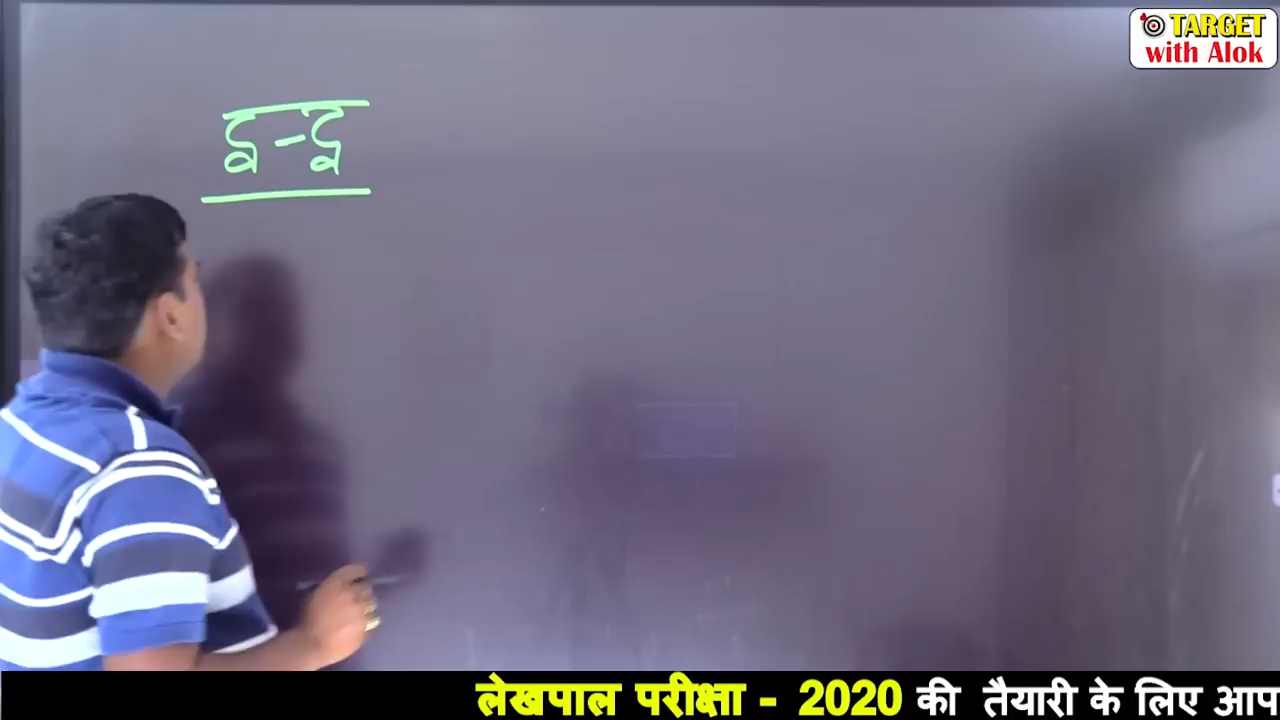 TARGET
with Alok
द्व - द्व
लेखपाल परीक्षा - 2020 की तैयारी के लिए आप